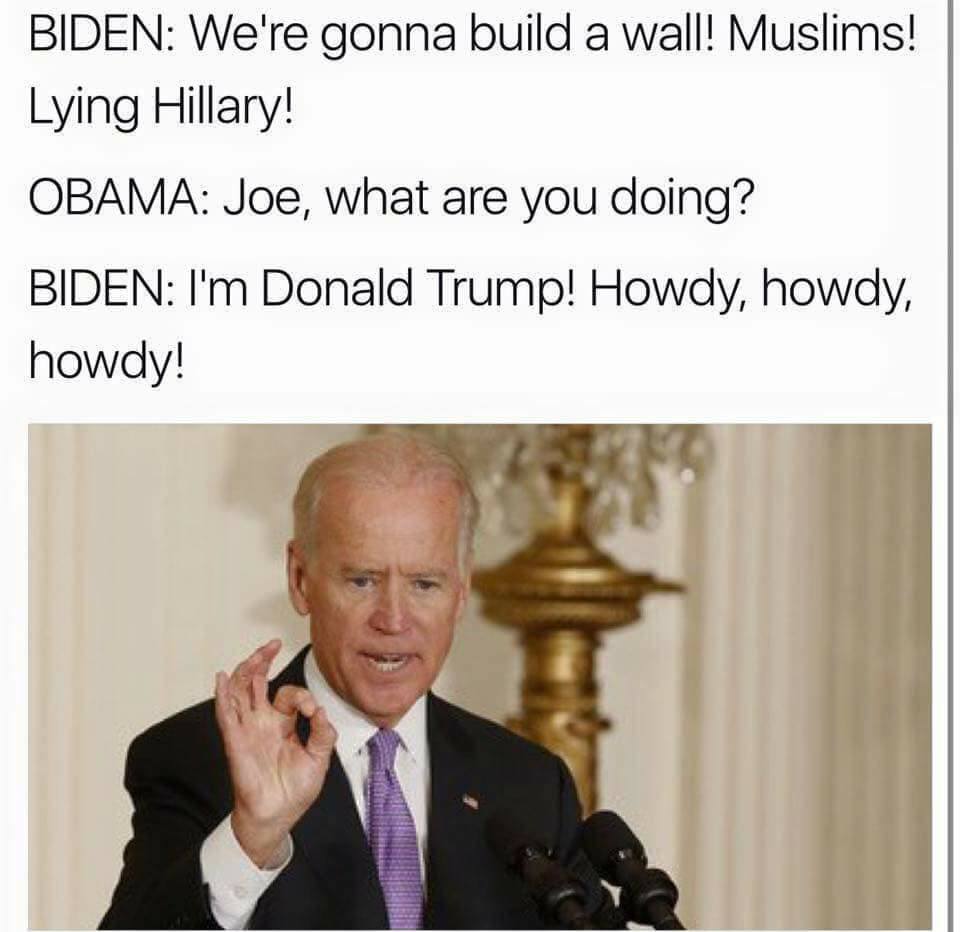 BIDEN: We're gonna build a wall! Muslims!
Lying Hillary!
OBAMA: Joe, what are you doing?
BIDEN: I'm Donald Trump! Howdy, howdy,
howdy!